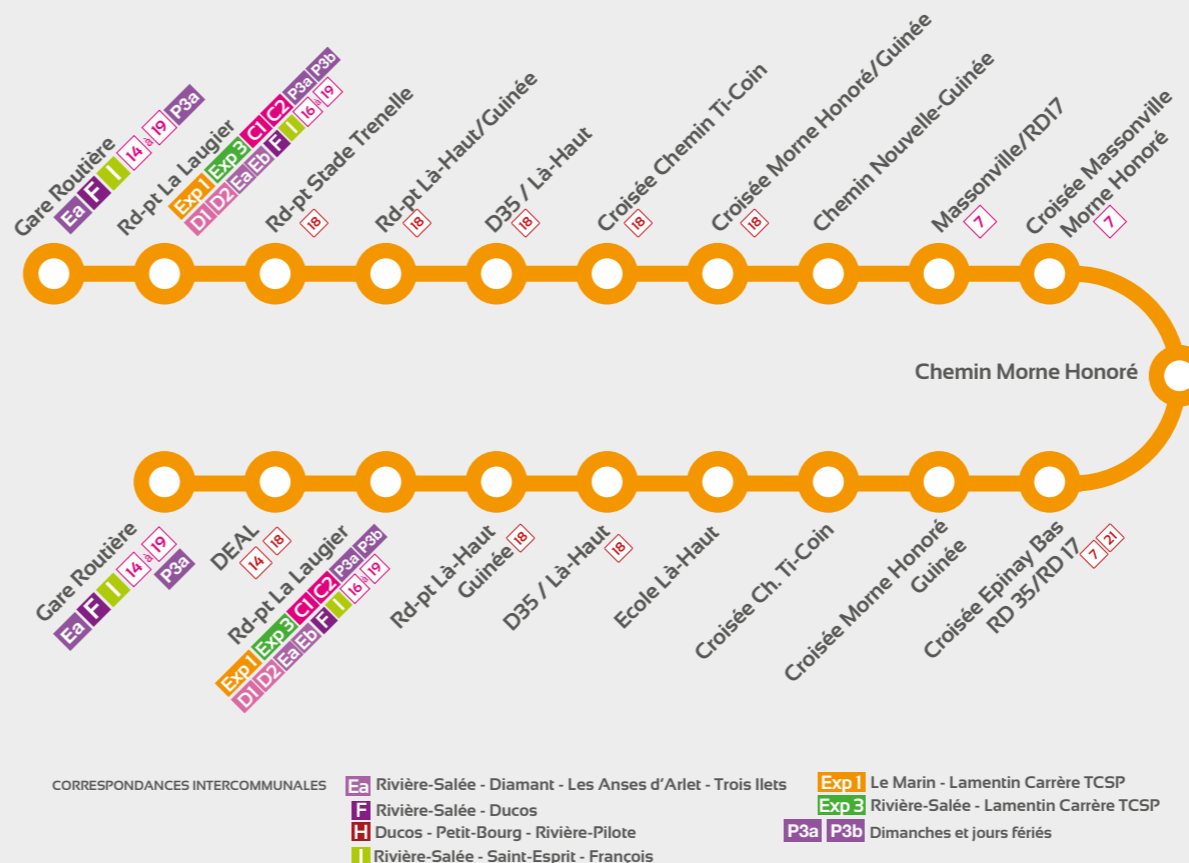 Gare Routière
Ea F I 14 à 19 P3a
Rd-pt La Laugier
Exp 1 Exp 3 C1 C2 P3a P3b
D1 D2 Ea Eb F I 16 à 19
Rd-pt Stade Trenelle
18
Rd-pt Là-Haut/Guinée
18
D35 / Là-Haut
18
Croisée Chemin Ti-Coin
18
Croisée Morne Honoré/Guinée
18
Chemin Nouvelle-Guinée
Massonville/RD17
7
Croisée Massonville
Morne Honoré
7
Chemin Morne Honoré
Gare Routière
Ea F I 14 à 19
P3a
DEAL
14 18
Rd-pt La Laugier
Exp 1 Exp 3 C1 C2 P3a P3b
D1 D2 Ea Eb F I 16 à 19
Rd-pt Là-Haut
Guinée 18
D35 / Là-Haut
18
Ecole Là-Haut
Croisée Ch. Ti-Coin
Croisée Morne Honoré
Guinée
Croisée Epinay Bas
RD 35/RD 17
7 21
CORRESPONDANCES INTERCOMMUNALES
Ea Rivière-Salée - Diamant - Les Anses d'Arlet - Trois Ilets
F Rivière-Salée - Ducos
H Ducos - Petit-Bourg - Rivière-Pilote
I Rivière-Salée - Saint-Esprit - François
Exp 1 Le Marin - Lamentin Carrère TCSP
Exp 3 Rivière-Salée - Lamentin Carrère TCSP
P3a P3b Dimanches et jours fériés